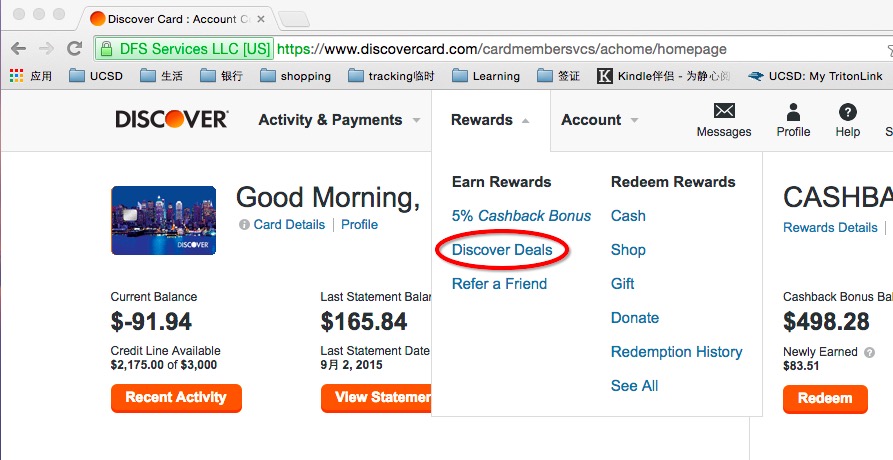 Discover Card : Account C
DFS Services LLC [US] https://www.discovercard.com/cardmembersvcs/achome/homepage
应用 UCSD 生活 银行 shopping tracking临时 Learning 签证 Kindle伴侣 - 为静心阅 UCSD: My TritonLink
DISCOVER Activity & Payments Rewards Account Messages Profile ? Help S
Good Morning,
Card Details Profile
DISCOVER
Earn Rewards
5% Cashback Bonus
Discover Deals
Refer a Friend
Redeem Rewards
Cash
Shop
Gift
Donate
Redemption History
See All
CASHBA
Rewards Details
Current Balance
$-91.94
Credit Line Available
$2,175.00 of $3,000
Recent Activity
Last Statement Balan
$165.84
Last Statement Date
9月 2, 2015
View Statemen
Cashback Bonus Bal
$498.28
Newly Earned ?
$83.51
Redeem